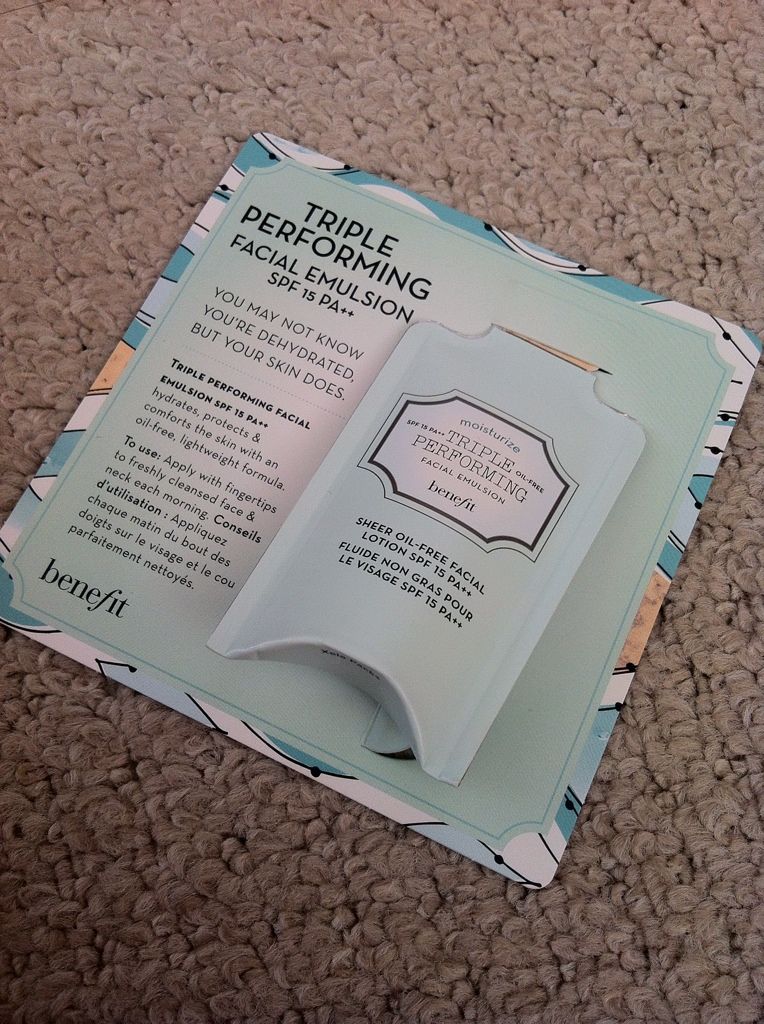 TRIPLE
PERFORMING
FACIAL EMULSION
SPF 15 PA++
YOU MAY NOT KNOW
YOU'RE DEHYDRATED,
BUT YOUR SKIN DOES.
TRIPLE PERFORMING FACIAL
EMULSION SPF 15 PA++
hydrates, protects &
comforts the skin with an
oil-free, lightweight formula.
To use: Apply with fingertips
to freshly cleansed face &
neck each morning. Conseils
d'utilisation : Appliquez
chaque matin du bout des
doigts sur le visage et le cou
parfaitement nettoyés.
benefit
moisturize
SPF 15 PA++ TRIPLE OIL-FREE
PERFORMING
FACIAL EMULSION
benefit
SHEER OIL-FREE FACIAL
LOTION SPF 15 PA++
FLUIDE NON GRAS POUR
LE VISAGE SPF 15 PA++